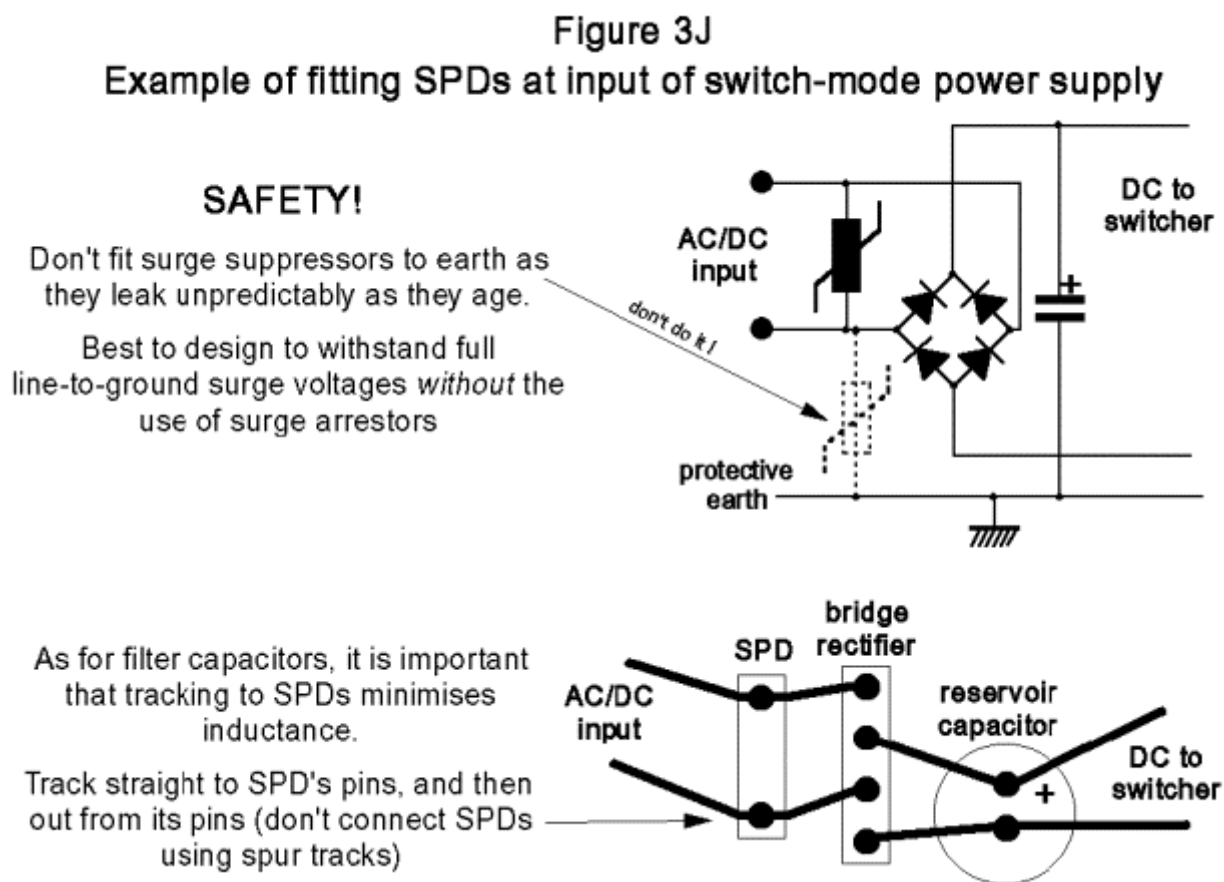 Figure 3J
Example of fitting SPDs at input of switch-mode power supply
SAFETY!
Don't fit surge suppressors to earth as
they leak unpredictably as they age.
Best to design to withstand full
line-to-ground surge voltages without the
use of surge arrestors
don't do it !
AC/DC
input
+
DC to
switcher
protective
earth
As for filter capacitors, it is important
that tracking to SPDs minimises
inductance.
Track straight to SPD's pins, and then
out from its pins (don't connect SPDs
using spur tracks)
AC/DC
input
SPD
bridge
rectifier
reservoir
capacitor
+
DC to
switcher